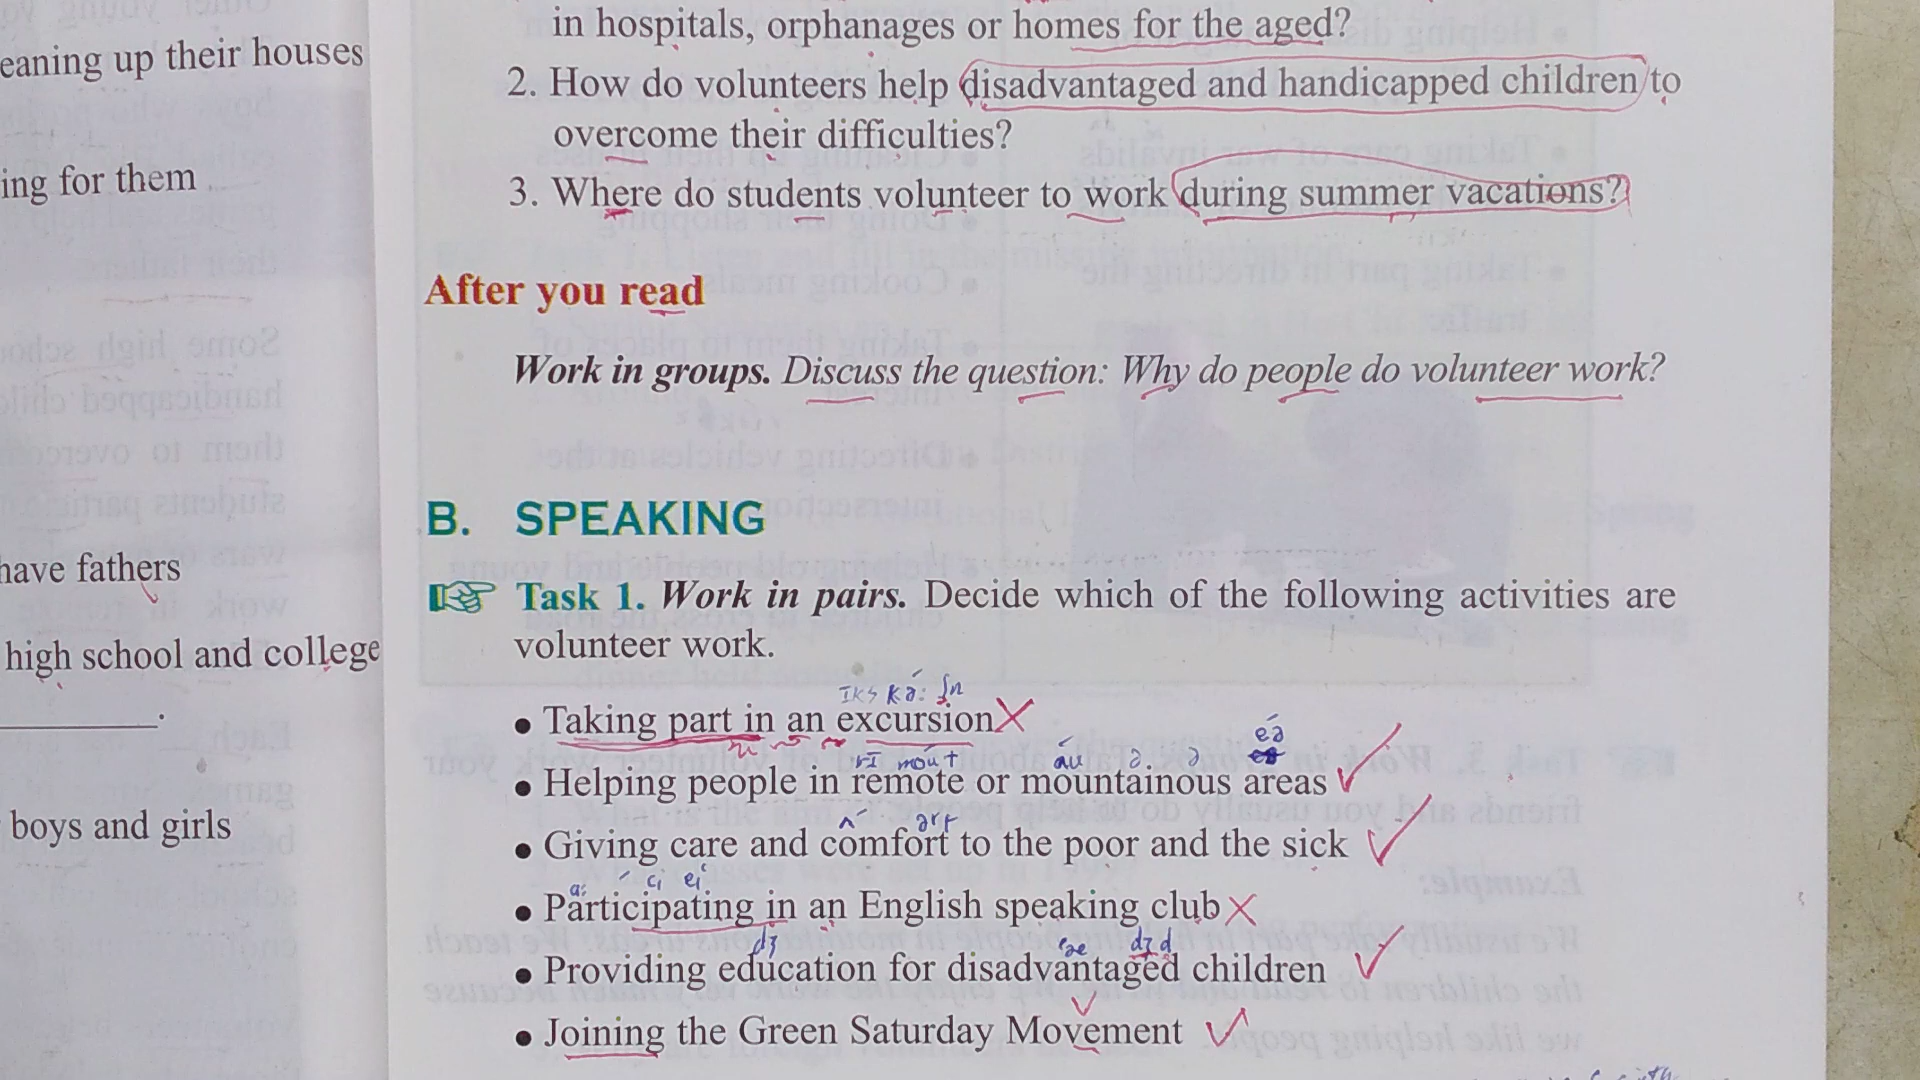 eaning up their houses
ing for them
have fathers
high school and college
.
boys and girls
in hospitals, orphanages or homes for the aged?
2. How do volunteers help disadvantaged and handicapped children to
overcome their difficulties?
3. Where do students volunteer to work during summer vacations?
After you read
Work in groups. Discuss the question: Why do people do volunteer work?
B. SPEAKING
Task 1. Work in pairs. Decide which of the following activities are
volunteer work.
• Taking part in an excursion
• Helping people in remote or mountainous areas
• Giving care and comfort to the poor and the sick
• Participating in an English speaking club
• Providing education for disadvantaged children
• Joining the Green Saturday Movement